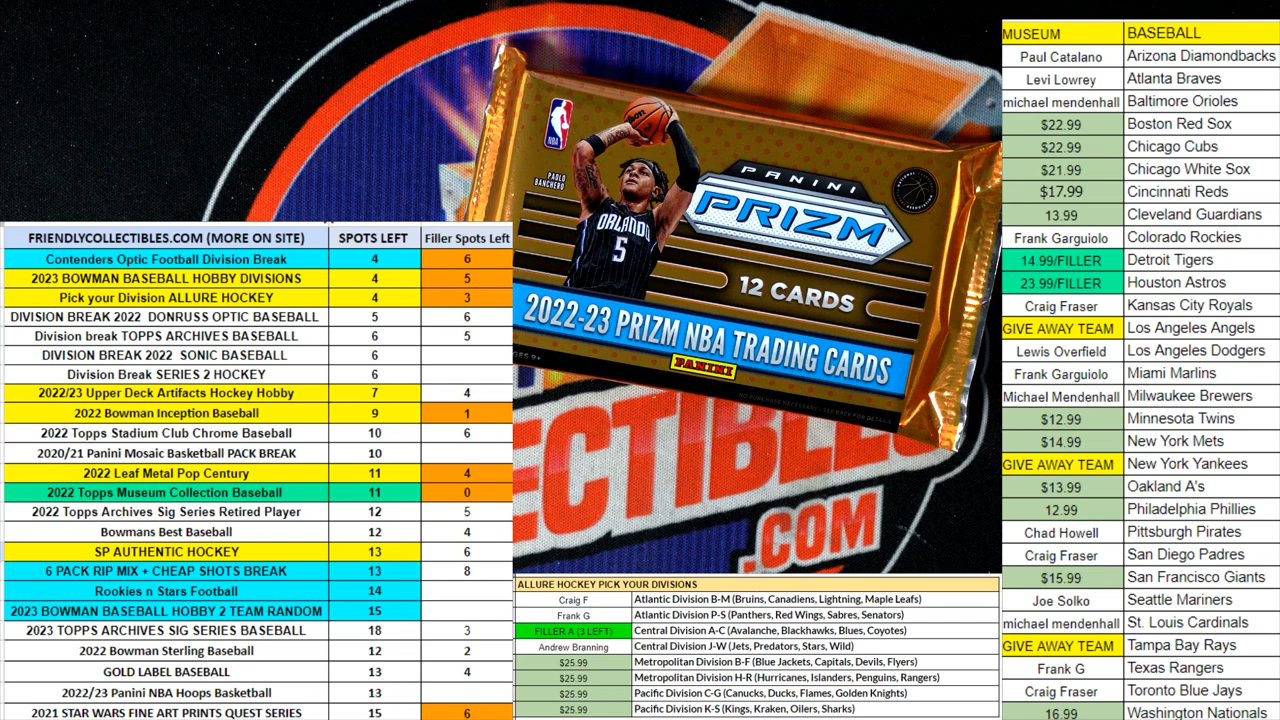 FRIENDLYCOLLECTIBLES.COM (MORE ON SITE) SPOTS LEFT Filler Spots Left
Contenders Optic Football Division Break 4 6
2023 BOWMAN BASEBALL HOBBY DIVISIONS 4 5
Pick your Division ALLURE HOCKEY 4 3
DIVISION BREAK 2022 DONRUSS OPTIC BASEBALL 5 6
Division break TOPPS ARCHIVES BASEBALL 6 5
DIVISION BREAK 2022 SONIC BASEBALL 6
Division Break SERIES 2 HOCKEY 6
2022/23 Upper Deck Artifacts Hockey Hobby 7 4
2022 Bowman Inception Baseball 9 1
2022 Topps Stadium Club Chrome Baseball 10 6
2020/21 Panini Mosaic Basketball PACK BREAK 10
2022 Leaf Metal Pop Century 11 4
2022 Topps Museum Collection Baseball 11 0
2022 Topps Archives Sig Series Retired Player 12 5
Bowmans Best Baseball 12 4
SP AUTHENTIC HOCKEY 13 6
6 PACK RIP MIX + CHEAP SHOTS BREAK 13 8
Rookies n Stars Football 14
2023 BOWMAN BASEBALL HOBBY 2 TEAM RANDOM 15
2023 TOPPS ARCHIVES SIG SERIES BASEBALL 18 3
2022 Bowman Sterling Baseball 12 2
GOLD LABEL BASEBALL 13 4
2022/23 Panini NBA Hoops Basketball 13
2021 STAR WARS FINE ART PRINTS QUEST SERIES 15 6
NBA
PAOLO
BANCHERO
wilson
ORLANDO
5
PANINI
PRIZM
12 CARDS
2022-23 PRIZM NBA TRADING CARDS
PANINI
AGES 9+
NO PURCHASE NECESSARY - SEE BACK FOR DETAILS
ECTIBLES
.COM
ALLURE HOCKEY PICK YOUR DIVISIONS
Craig F Atlantic Division B-M (Bruins, Canadiens, Lightning, Maple Leafs)
Frank G Atlantic Division P-S (Panthers, Red Wings, Sabres, Senators)
FILLER A (3 LEFT) Central Division A-C (Avalanche, Blackhawks, Blues, Coyotes)
Andrew Branning Central Division J-W (Jets, Predators, Stars, Wild)
$25.99 Metropolitan Division B-F (Blue Jackets, Capitals, Devils, Flyers)
$25.99 Metropolitan Division H-R (Hurricanes, Islanders, Penguins, Rangers)
$25.99 Pacific Division C-G (Canucks, Ducks, Flames, Golden Knights)
$25.99 Pacific Division K-S (Kings, Kraken, Oilers, Sharks)
MUSEUM BASEBALL
Paul Catalano Arizona Diamondbacks
Levi Lowrey Atlanta Braves
michael mendenhall Baltimore Orioles
$22.99 Boston Red Sox
$22.99 Chicago Cubs
$21.99 Chicago White Sox
$17.99 Cincinnati Reds
13.99 Cleveland Guardians
Frank Garguiolo Colorado Rockies
14.99/FILLER Detroit Tigers
23.99/FILLER Houston Astros
Craig Fraser Kansas City Royals
GIVE AWAY TEAM Los Angeles Angels
Lewis Overfield Los Angeles Dodgers
Frank Garguiolo Miami Marlins
Michael Mendenhall Milwaukee Brewers
$12.99 Minnesota Twins
$14.99 New York Mets
GIVE AWAY TEAM New York Yankees
$13.99 Oakland A's
12.99 Philadelphia Phillies
Chad Howell Pittsburgh Pirates
Craig Fraser San Diego Padres
$15.99 San Francisco Giants
Joe Solko Seattle Mariners
michael mendenhall St. Louis Cardinals
GIVE AWAY TEAM Tampa Bay Rays
Frank G Texas Rangers
Craig Fraser Toronto Blue Jays
16.99 Washington Nationals